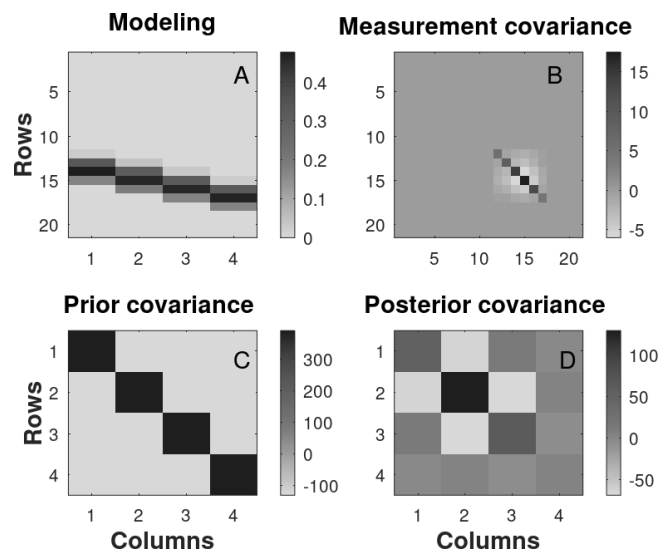 Modeling
Measurement covariance
A
B
5
10
15
20
Rows
1 2 3 4
0.4
0.3
0.2
0.1
0
5 10 15 20
15
10
5
0
-5
Prior covariance
Posterior covariance
C
D
1
2
3
4
Rows
1 2 3 4
Columns
300
200
100
0
-100
1
2
3
4
1 2 3 4
Columns
100
50
0
-50